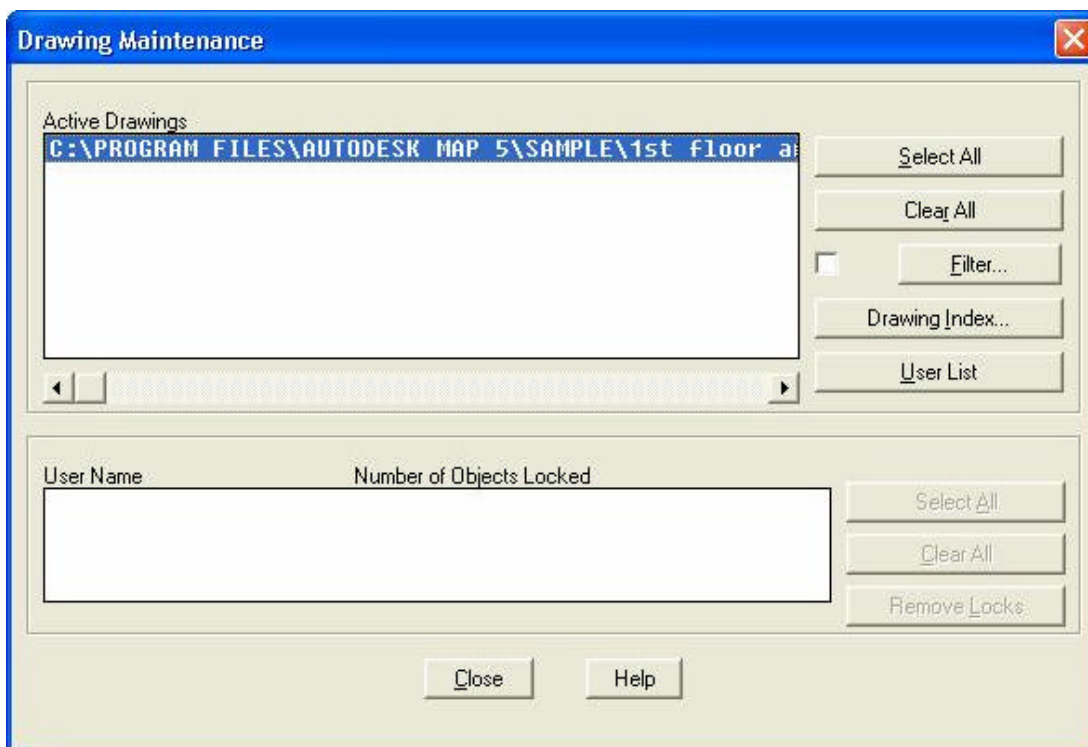 Drawing Maintenance
Active Drawings
C:\PROGRAM FILES\AUTODESK MAP 5\SAMPLE\1st floor a
Select All
Clear All
Filter...
Drawing Index...
User List
User Name Number of Objects Locked
Select All
Clear All
Remove Locks
Close Help